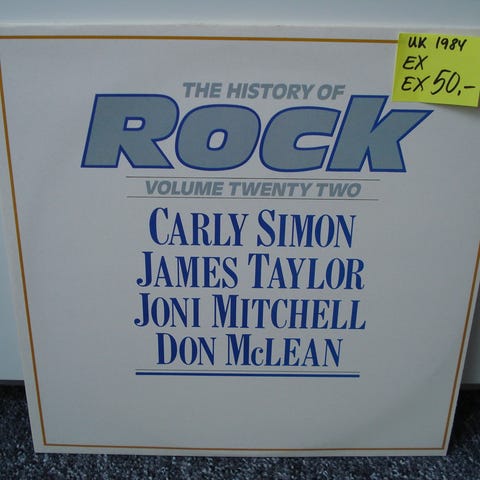 UK 1984
EX
EX 50.-
THE HISTORY OF
ROCK
VOLUME TWENTY TWO
CARLY SIMON
JAMES TAYLOR
JONI MITCHELL
DON McLEAN